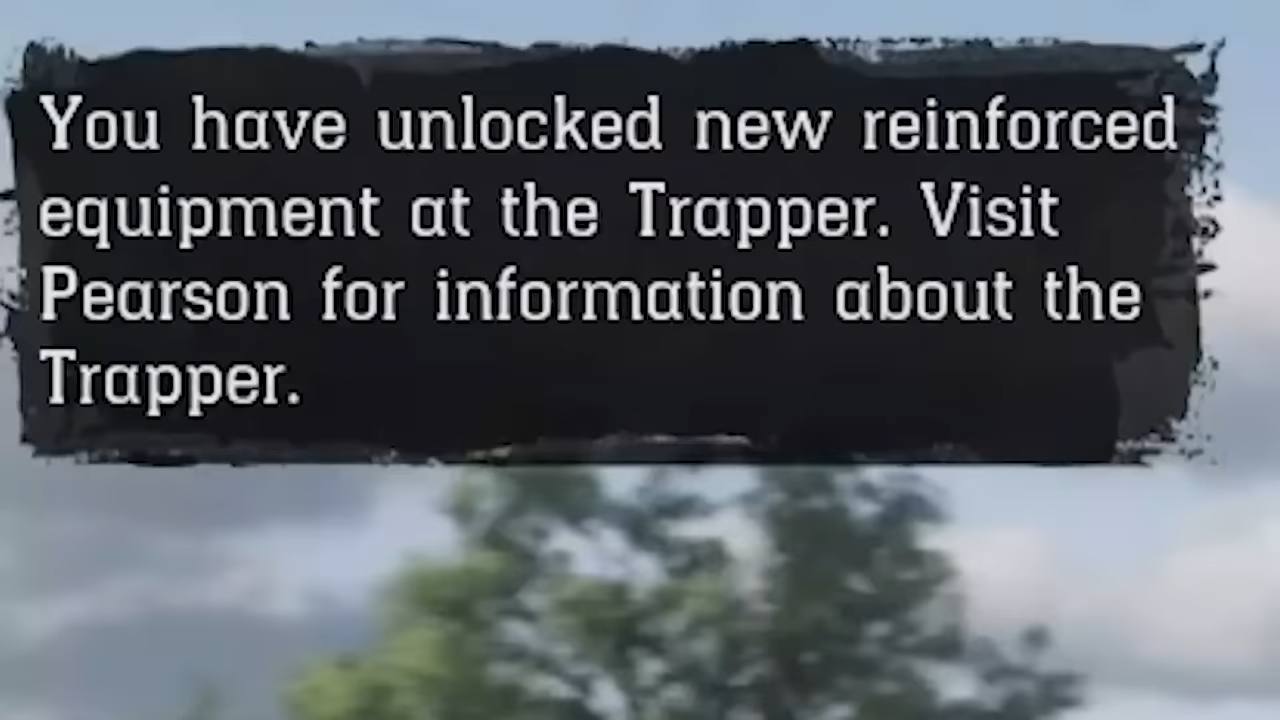 You have unlocked new reinforced
equipment at the Trapper. Visit
Pearson for information about the
Trapper.